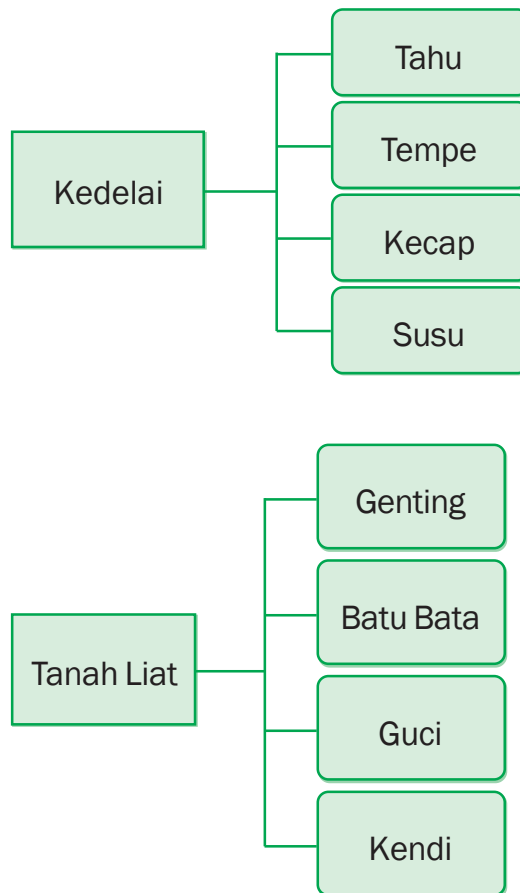 Kedelai
Tahu
Tempe
Kecap
Susu
Tanah Liat
Genting
Batu Bata
Guci
Kendi